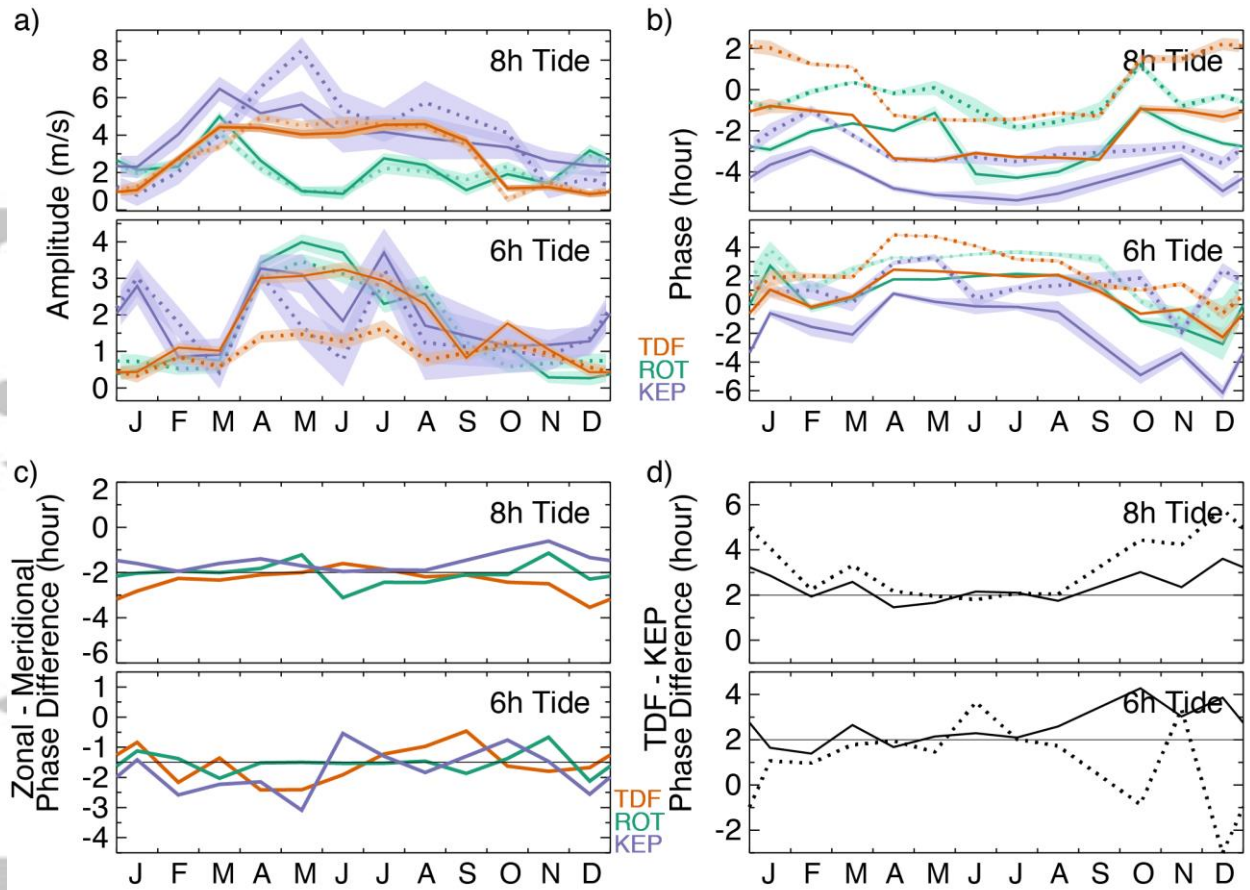 a)
8h Tide
8
6
4
2
0
6h Tide
4
3
2
1
0
Amplitude (m/s)
J F M A M J J A S O N D
TDF
ROT
KEP
b)
8h Tide
2
0
-2
-4
6h Tide
4
2
0
-2
-4
-6
Phase (hour)
J F M A M J J A S O N D
c)
8h Tide
2
0
-2
-4
-6
6h Tide
1
0
-1
-2
-3
-4
Zonal - Meridional
Phase Difference (hour)
J F M A M J J A S O N D
TDF
ROT
KEP
d)
8h Tide
6
4
2
0
6h Tide
4
2
0
-2
TDF - KEP
Phase Difference (hour)
J F M A M J J A S O N D